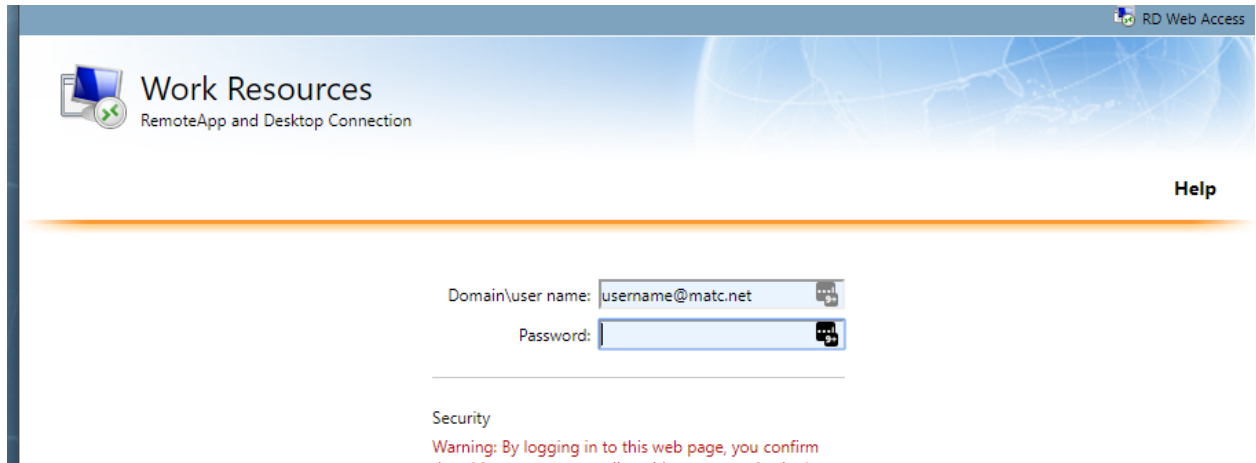 RD Web Access
Work Resources
RemoteApp and Desktop Connection
Help
Domain\user name: username@matc.net
Password:
Security
Warning: By logging in to this web page, you confirm